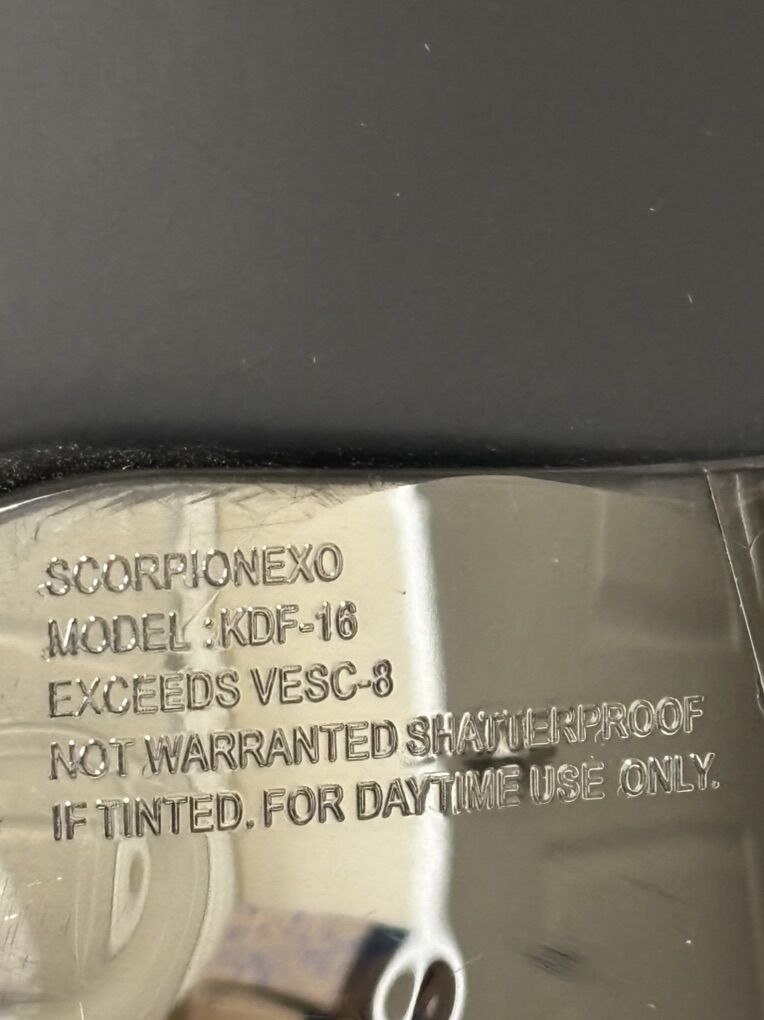 SCORPIONEXO
MODEL :KDF-16
EXCEEDS VESC-8
NOT WARRANTED SHATTERPROOF
IF TINTED. FOR DAYTIME USE ONLY.